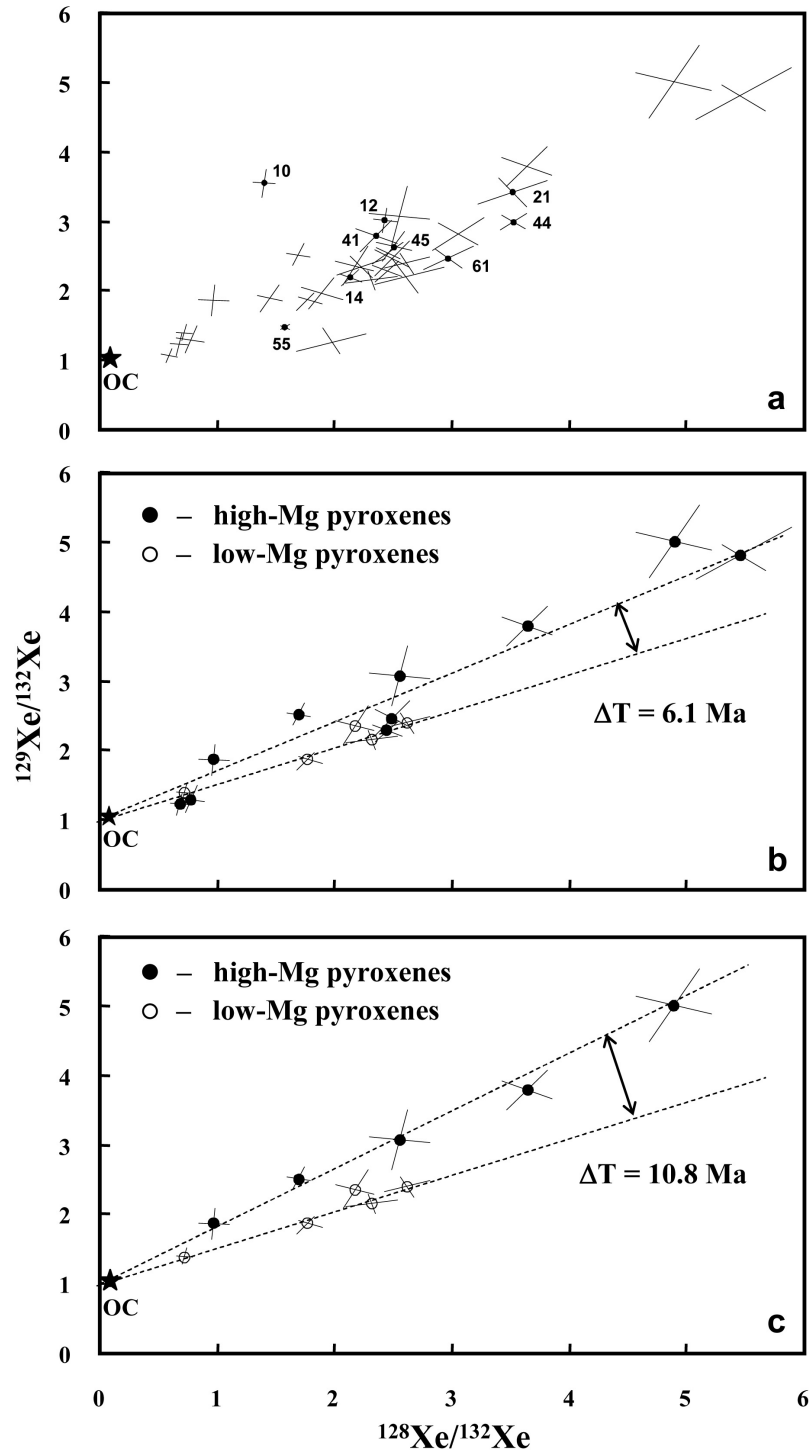 6
5
4
10
12
21
3
41
45
44
61
2
14
55
1
OC
a
0
6
● – high-Mg pyroxenes
5
○ – low-Mg pyroxenes
4
3
ΔT = 6.1 Ma
2
1
OC
b
0
¹²⁹Xe/¹³²Xe
6
● – high-Mg pyroxenes
5
○ – low-Mg pyroxenes
4
3
ΔT = 10.8 Ma
2
1
OC
c
0
0 1 2 3 4 5 6
¹²⁸Xe/¹³²Xe